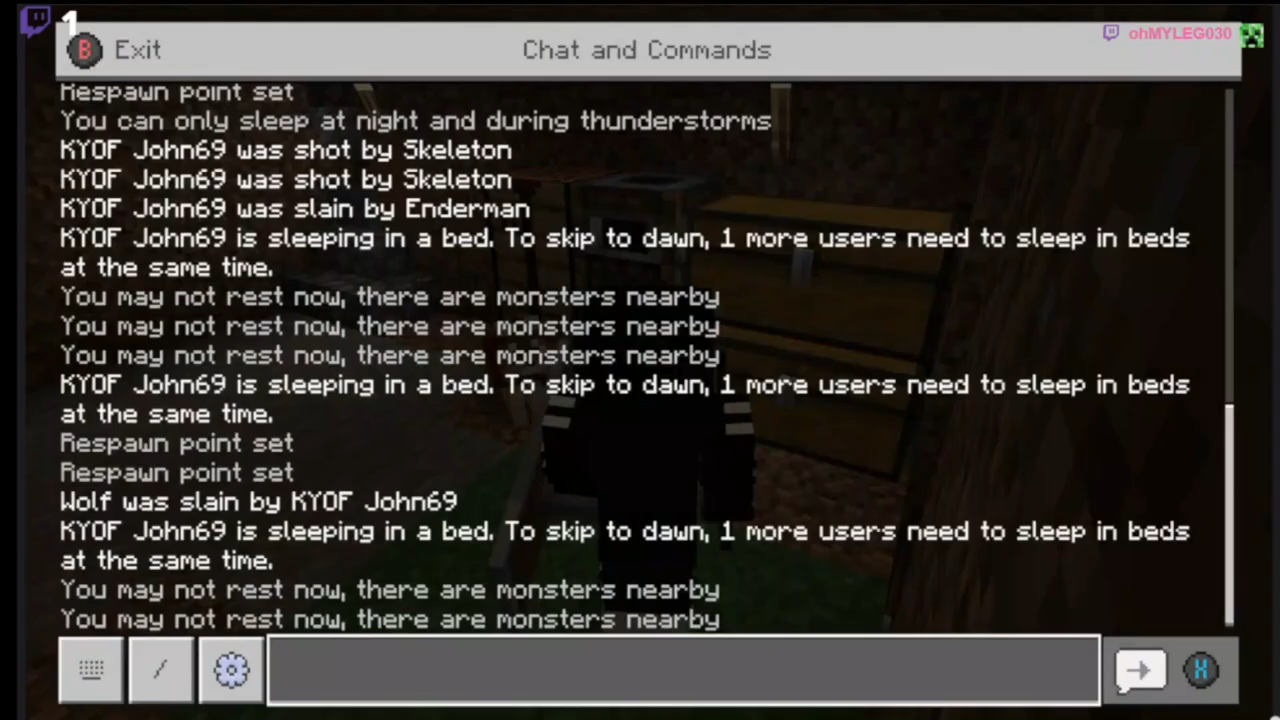 1
B Exit Chat and Commands ohMYLEG030
Respawn point set
You can only sleep at night and during thunderstorms
KYOF John69 was shot by Skeleton
KYOF John69 was shot by Skeleton
KYOF John69 was slain by Enderman
KYOF John69 is sleeping in a bed. To skip to dawn, 1 more users need to sleep in beds
at the same time.
You may not rest now, there are monsters nearby
You may not rest now, there are monsters nearby
You may not rest now, there are monsters nearby
KYOF John69 is sleeping in a bed. To skip to dawn, 1 more users need to sleep in beds
at the same time.
Respawn point set
Respawn point set
Wolf was slain by KYOF John69
KYOF John69 is sleeping in a bed. To skip to dawn, 1 more users need to sleep in beds
at the same time.
You may not rest now, there are monsters nearby
You may not rest now, there are monsters nearby
/ X